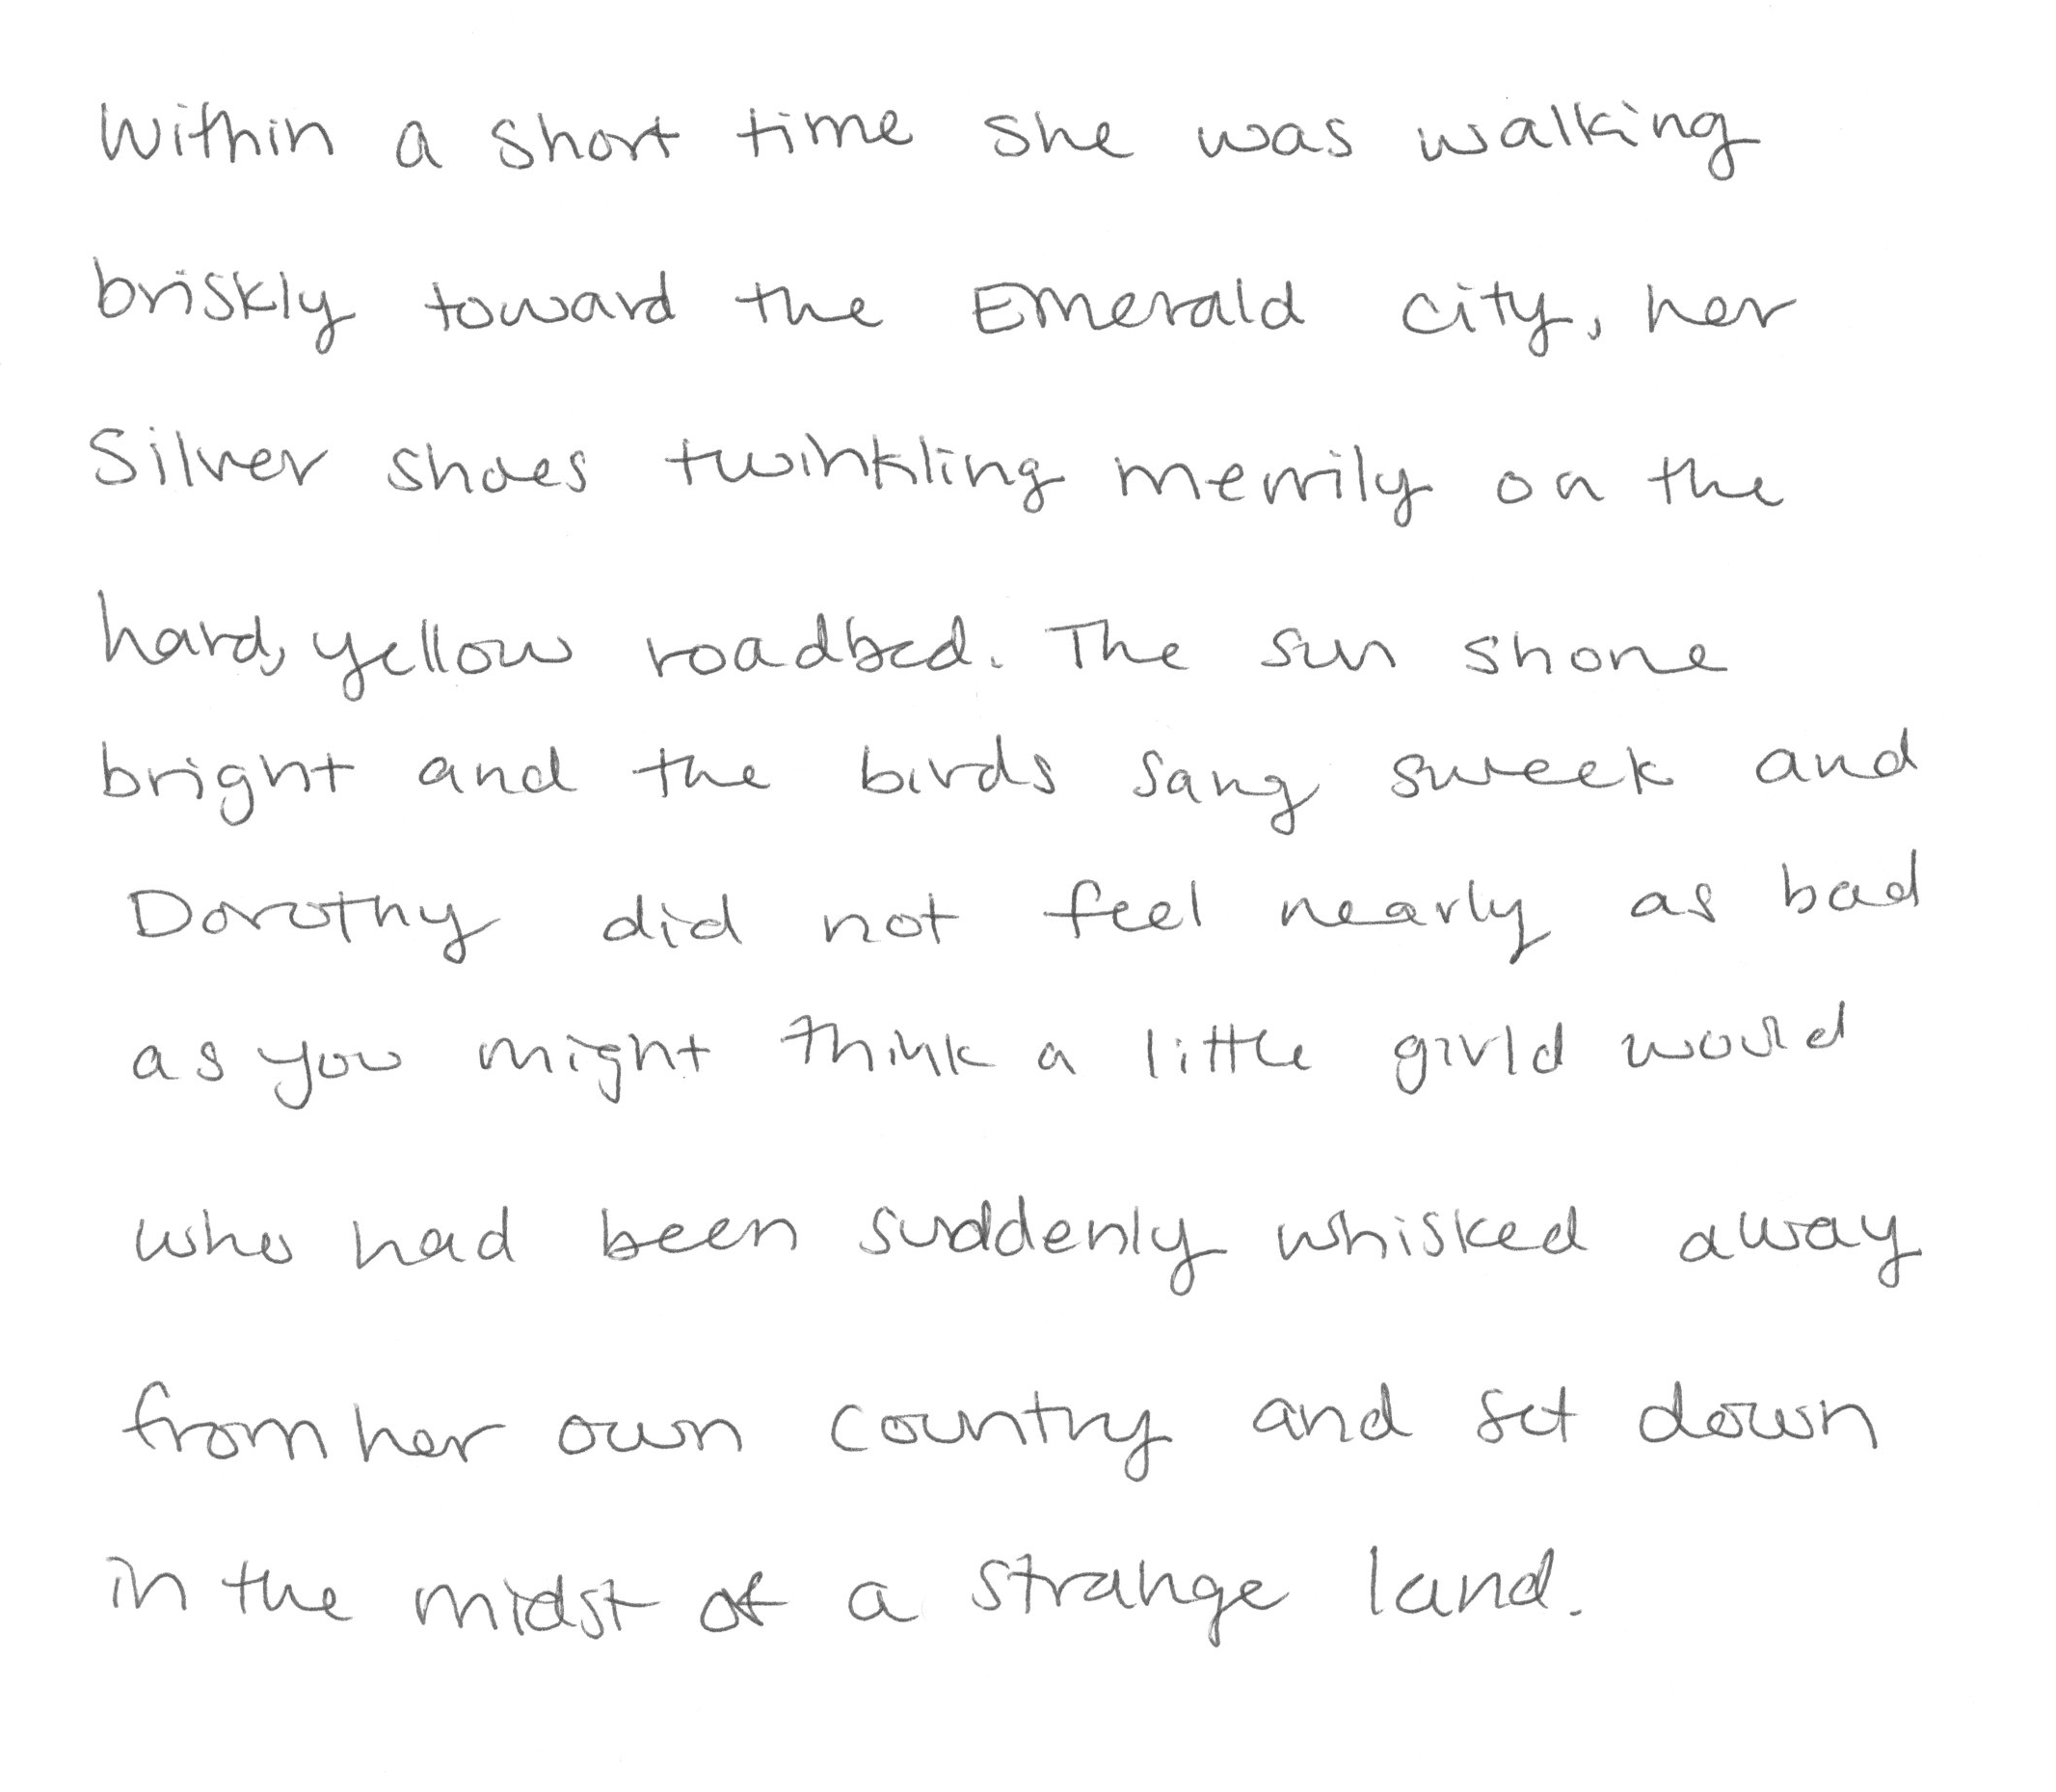 Within a short time she was walking
briskly toward the Emerald City, her
Silver shoes twinkling merrily on the
hard, yellow roadbed. The sun shone
bright and the birds sang sweek and
Dorothy did not feel nearly as bad
as you might think a little girld would
who had been suddenly whisked away
from her own country and set down
in the midst of a strange land.